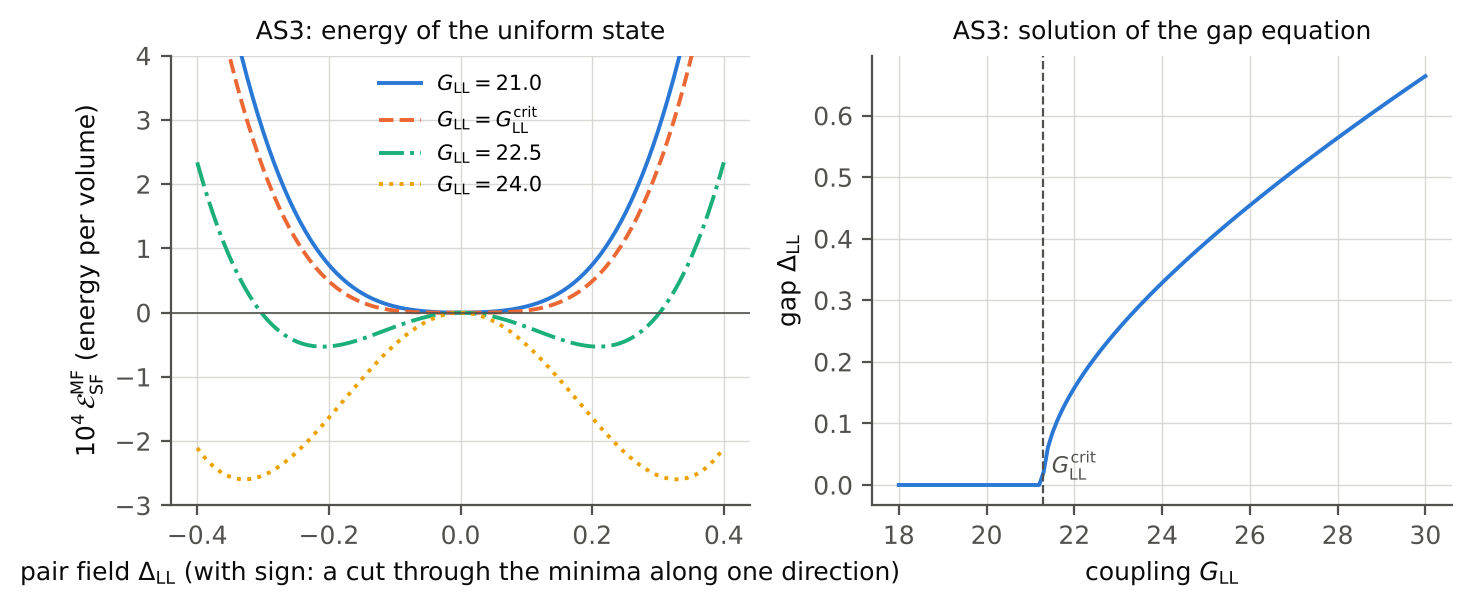 AS3: energy of the uniform state
10⁴ ℰ_SF^MF (energy per volume)
4
3
2
1
0
−1
−2
−3
G_LL = 21.0
G_LL = G_LL^crit
G_LL = 22.5
G_LL = 24.0
−0.4 −0.2 0.0 0.2 0.4
pair field Δ_LL (with sign: a cut through the minima along one direction)
AS3: solution of the gap equation
gap Δ_LL
0.6
0.5
0.4
0.3
0.2
0.1
0.0
G_LL^crit
18 20 22 24 26 28 30
coupling G_LL